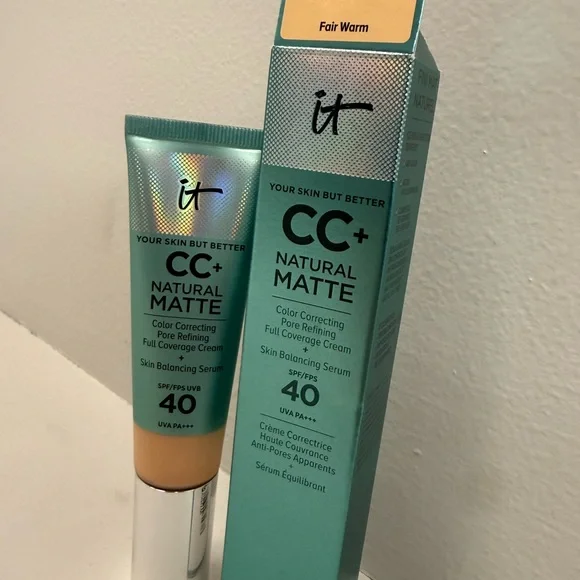 Fair Warm
it
YOUR SKIN BUT BETTER
CC+
NATURAL
MATTE
Color Correcting
Pore Refining
Full Coverage Cream
+
Skin Balancing Serum
SPF/FPS
40
UVA PA+++
Crème Correctrice
Haute Couvrance
Anti-Pores Apparents
+
Sérum Équilibrant
it
YOUR SKIN BUT BETTER
CC+
NATURAL
MATTE
Color Correcting
Pore Refining
Full Coverage Cream
+
Skin Balancing Serum
SPF/FPS UVB
40
UVA PA+++